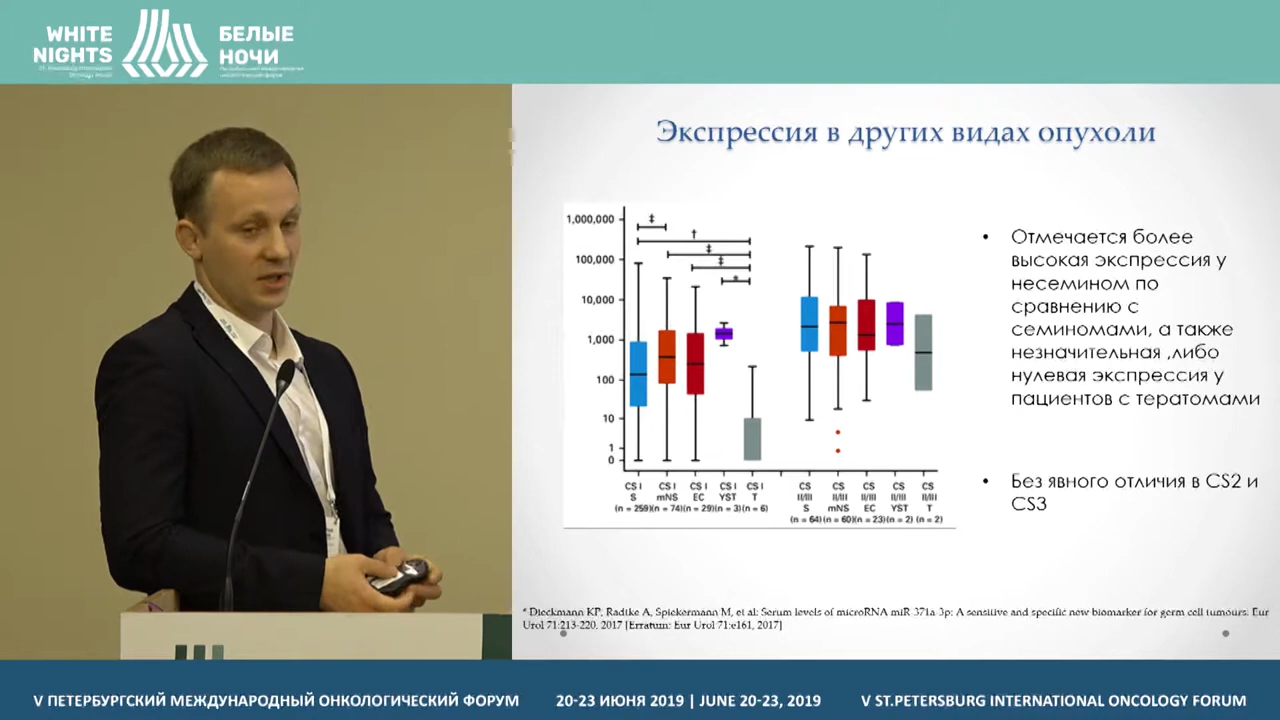 WHITE
NIGHTS
БЕЛЫЕ
НОЧИ
Экспрессия в других видах опухоли
1,000,000
100,000
10,000
1,000
100
10
1
0
‡
†
‡
‡
*
CS I CS I CS I CS I CS I
S mNS EC YST T
(n = 259)(n = 74)(n = 29)(n = 3)(n = 6)
CS CS CS CS CS
II/III II/III II/III II/III II/III
S mNS EC YST T
(n = 64)(n = 60)(n = 23)(n = 2) (n = 2)
• Отмечается более
высокая экспрессия у
несемином по
сравнению с
семиномами, а также
незначительная ,либо
нулевая экспрессия у
пациентов с тератомами
• Без явного отличия в CS2 и
CS3
* Dieckmann KP, Radtke A, Spiekermann M, et al: Serum levels of microRNA miR-371a-3p: A sensitive and specific new biomarker for germ cell tumours. Eur
Urol 71:213-220, 2017 [Erratum: Eur Urol 71:e161, 2017]
V ПЕТЕРБУРГСКИЙ МЕЖДУНАРОДНЫЙ ОНКОЛОГИЧЕСКИЙ ФОРУМ 20-23 ИЮНЯ 2019 | JUNE 20-23, 2019 V ST.PETERSBURG INTERNATIONAL ONCOLOGY FORUM